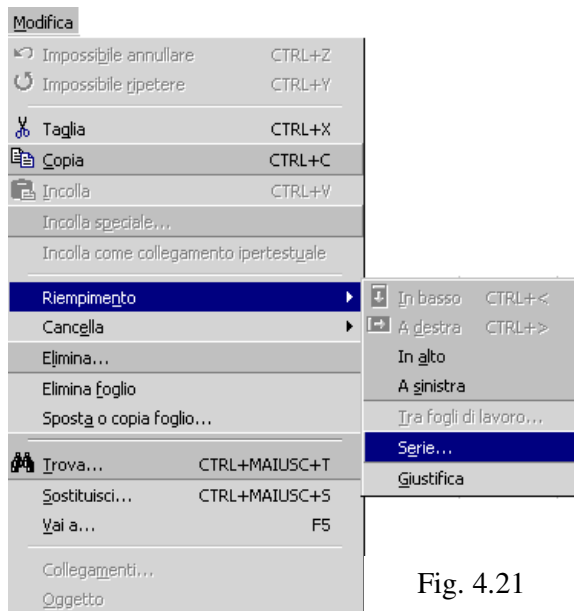 Modifica
Impossibile annullare CTRL+Z
Impossibile ripetere CTRL+Y
Taglia CTRL+X
Copia CTRL+C
Incolla CTRL+V
Incolla speciale...
Incolla come collegamento ipertestuale
Riempimento
Cancella
Elimina...
Elimina foglio
Sposta o copia foglio...
Trova... CTRL+MAIUSC+T
Sostituisci... CTRL+MAIUSC+S
Vai a... F5
Collegamenti...
Oggetto
In basso CTRL+<
A destra CTRL+>
In alto
A sinistra
Tra fogli di lavoro...
Serie...
Giustifica
Fig. 4.21